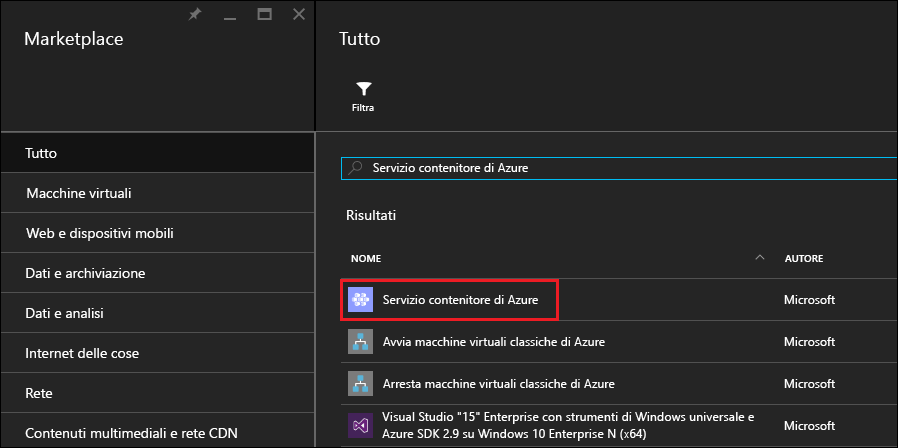 Marketplace
Tutto
Macchine virtuali
Web e dispositivi mobili
Dati e archiviazione
Dati e analisi
Internet delle cose
Rete
Contenuti multimediali e rete CDN
Tutto
Filtra
Servizio contenitore di Azure
Risultati
NOME AUTORE
Servizio contenitore di Azure Microsoft
Avvia macchine virtuali classiche di Azure Microsoft
Arresta macchine virtuali classiche di Azure Microsoft
Visual Studio "15" Enterprise con strumenti di Windows universale e
Azure SDK 2.9 su Windows 10 Enterprise N (x64) Microsoft